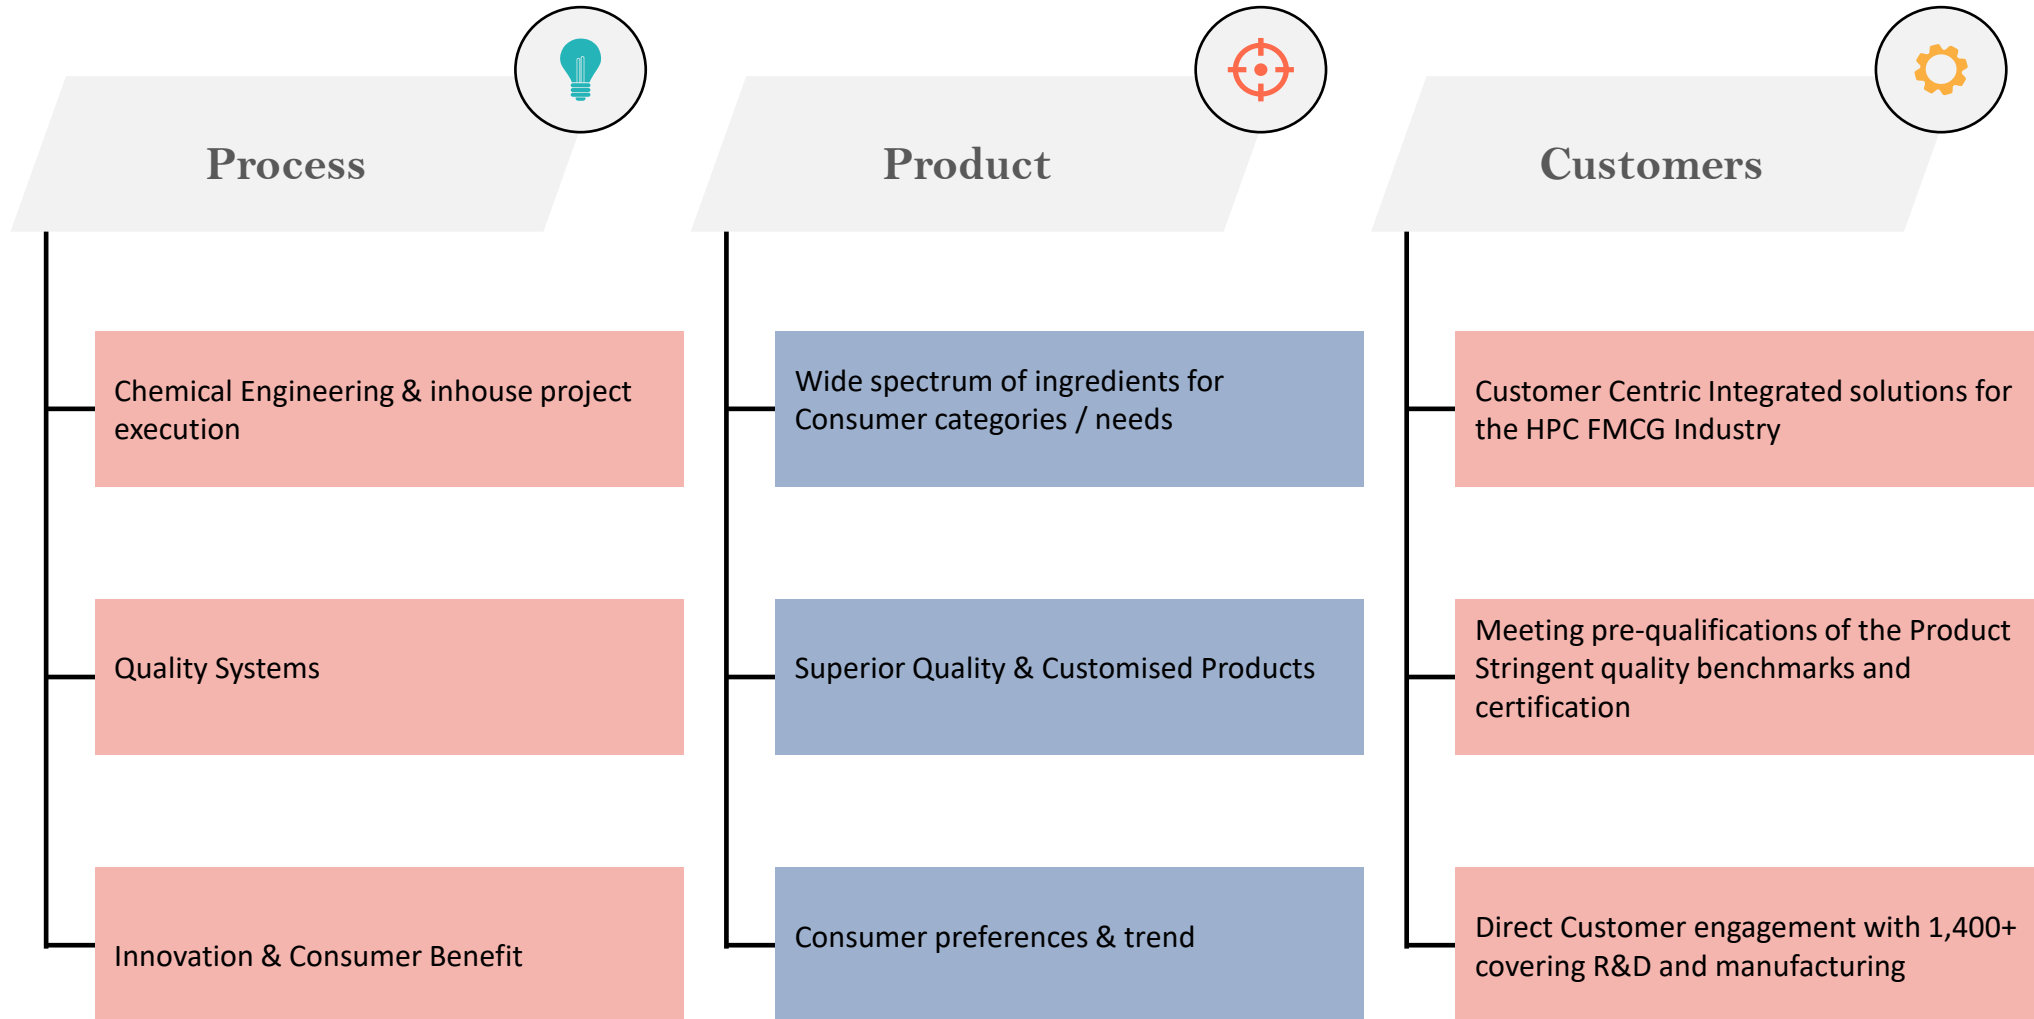 Process
Chemical Engineering & inhouse project
execution
Quality Systems
Innovation & Consumer Benefit
Product
Wide spectrum of ingredients for
Consumer categories / needs
Superior Quality & Customised Products
Consumer preferences & trend
Customers
Customer Centric Integrated solutions for
the HPC FMCG Industry
Meeting pre-qualifications of the Product
Stringent quality benchmarks and
certification
Direct Customer engagement with 1,400+
covering R&D and manufacturing